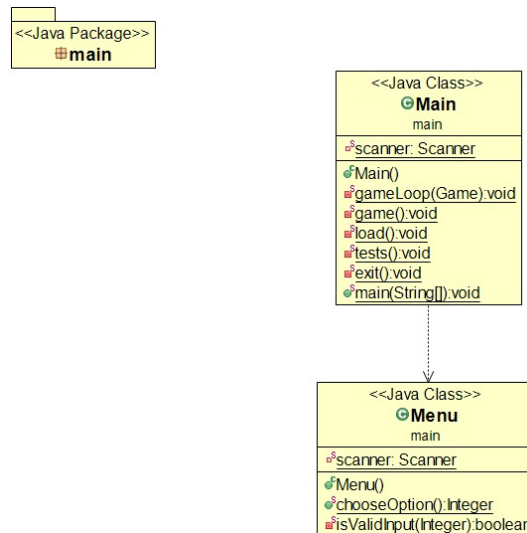 <<Java Package>>
main
<<Java Class>>
Main
main
scanner: Scanner
Main()
gameLoop(Game):void
game():void
load():void
tests():void
exit():void
main(String[]):void
<<Java Class>>
Menu
main
scanner: Scanner
Menu()
chooseOption():Integer
isValidInput(Integer):boolean